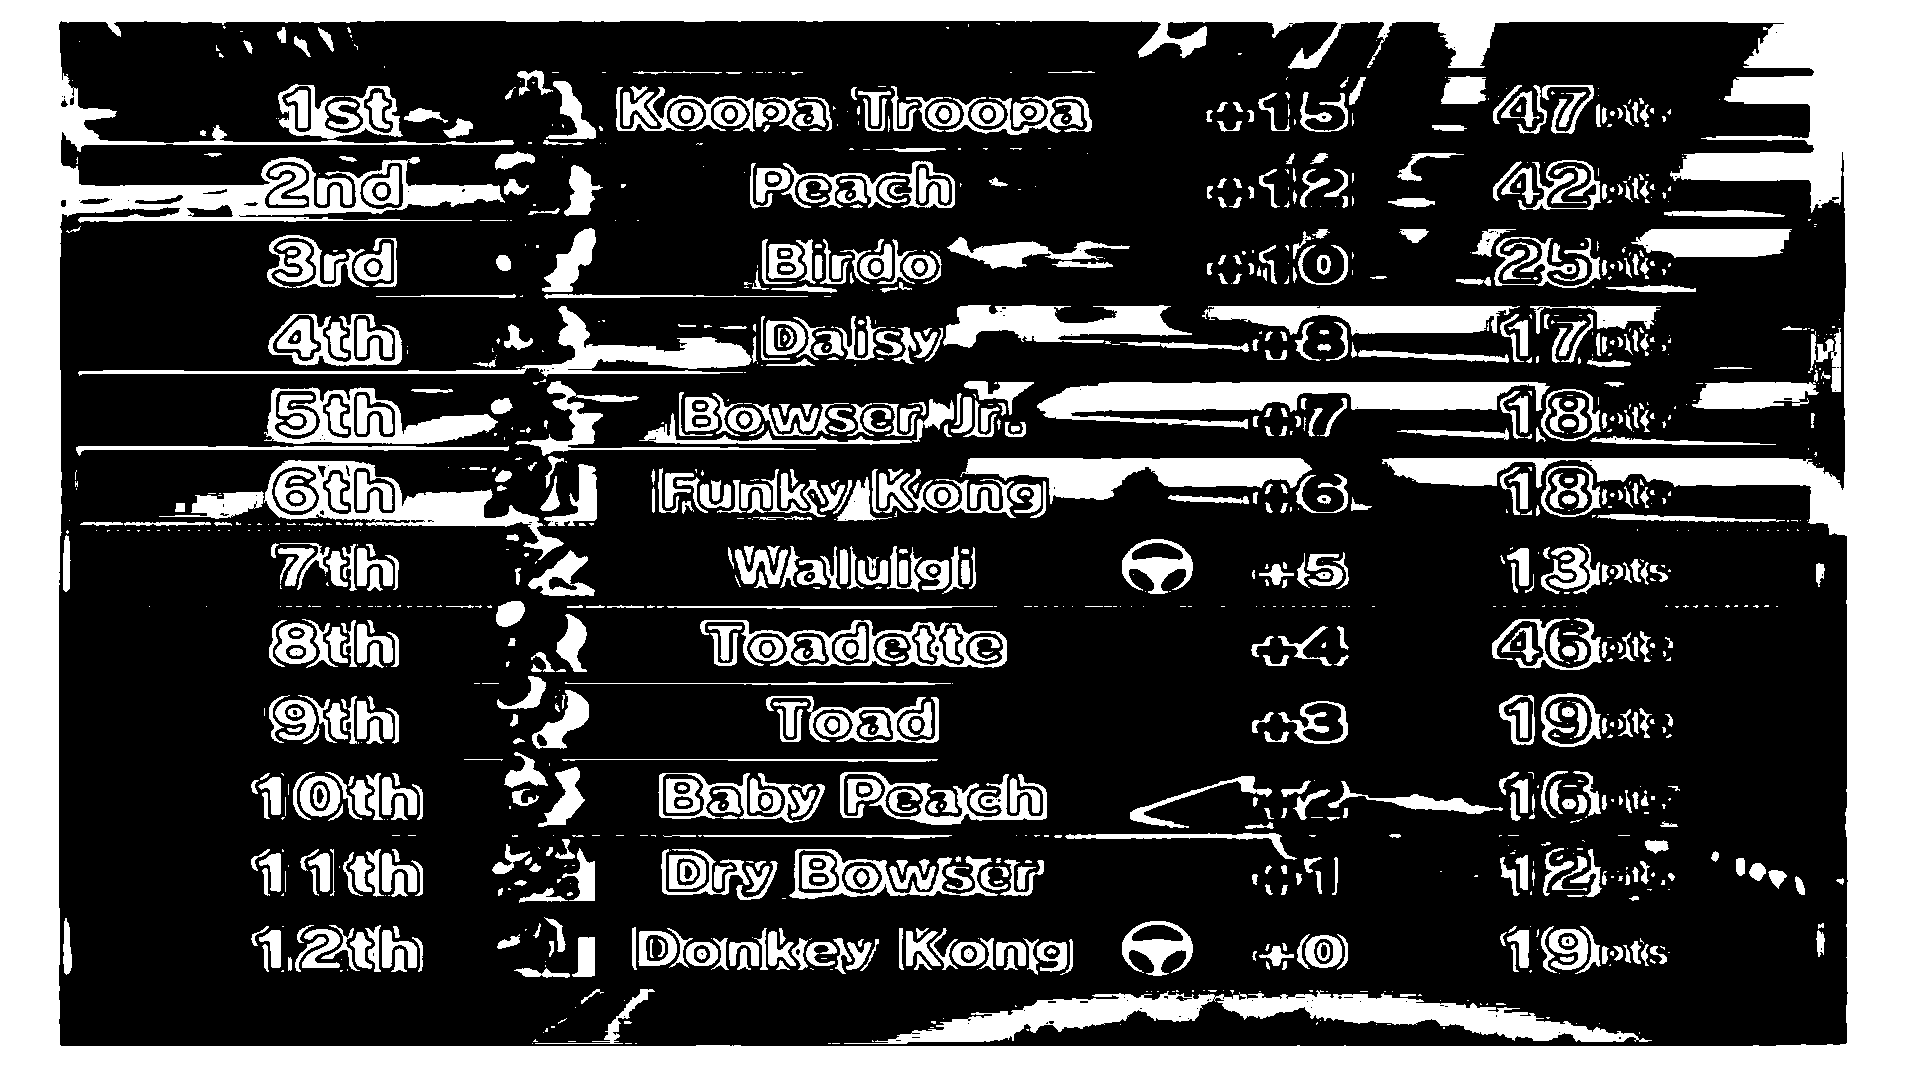 1st Koopa Troopa +15 47pts
2nd Peach +12 42pts
3rd Birdo +10 25pts
4th Daisy +8 17pts
5th Bowser Jr. +7 18pts
6th Funky Kong +6 18pts
7th Waluigi +5 13pts
8th Toadette +4 46pts
9th Toad +3 19pts
10th Baby Peach +2 16pts
11th Dry Bowser +1 12pts
12th Donkey Kong +0 19pts